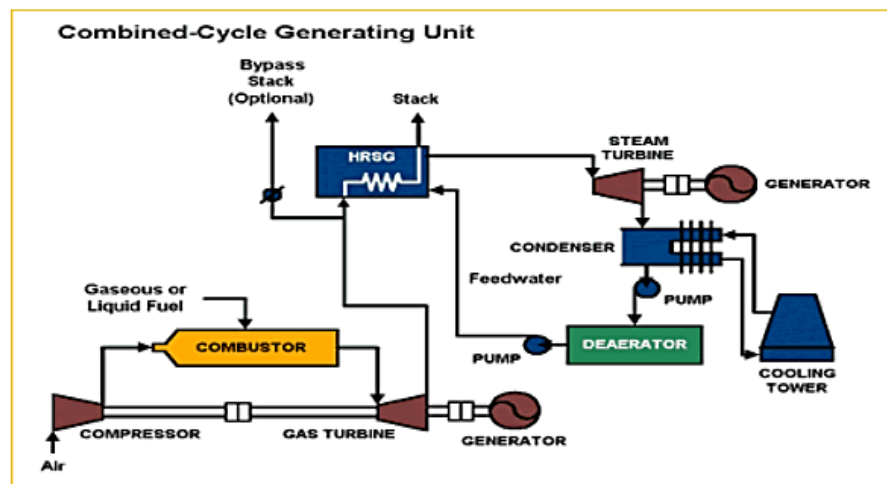 Combined-Cycle Generating Unit
Bypass
Stack
(Optional)
Stack
HRSG
STEAM
TURBINE
GENERATOR
CONDENSER
Feedwater
PUMP
Gaseous or
Liquid Fuel
COMBUSTOR
PUMP
DEAERATOR
COOLING
TOWER
COMPRESSOR
GAS TURBINE
GENERATOR
Air